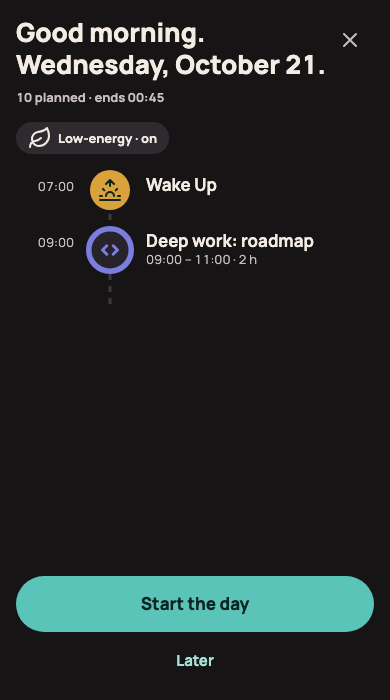 Good morning.
Wednesday, October 21.
10 planned · ends 00:45
Low-energy · on
07:00
Wake Up
09:00
Deep work: roadmap
09:00 – 11:00 · 2 h
Start the day
Later